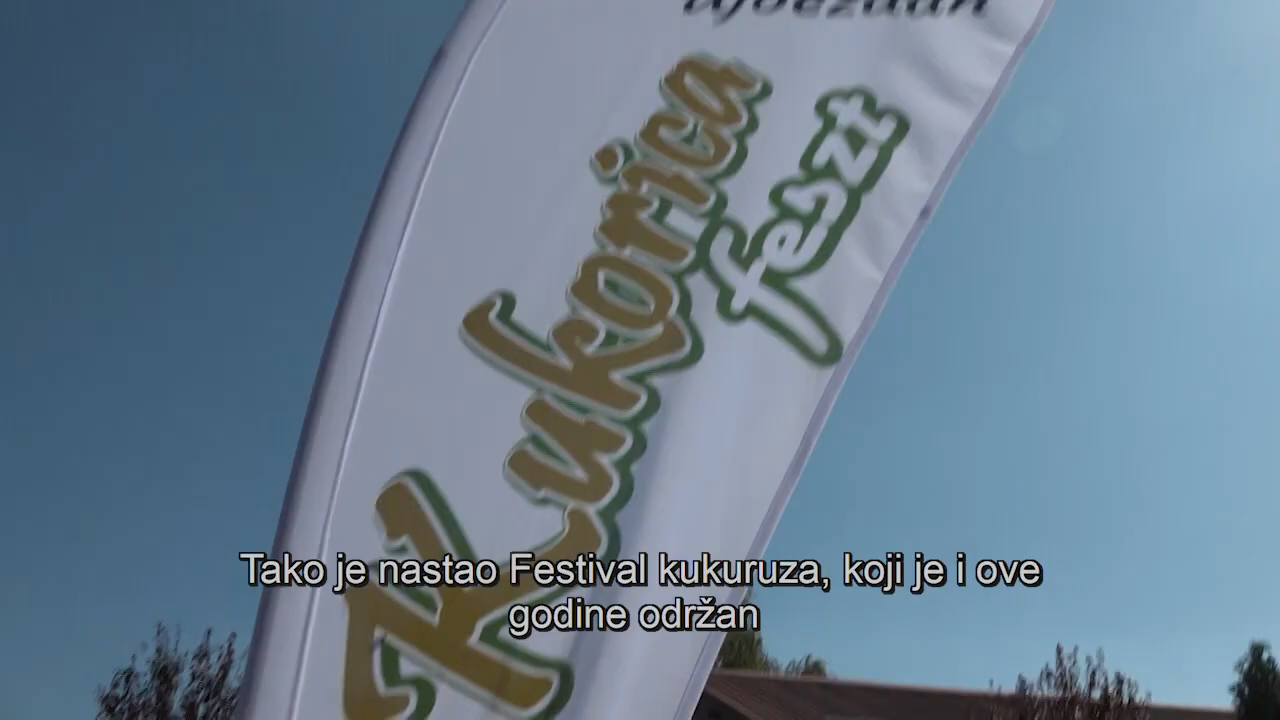 Kukorica
feszt
Tako je nastao Festival kukuruza, koji je i ove
godine održan